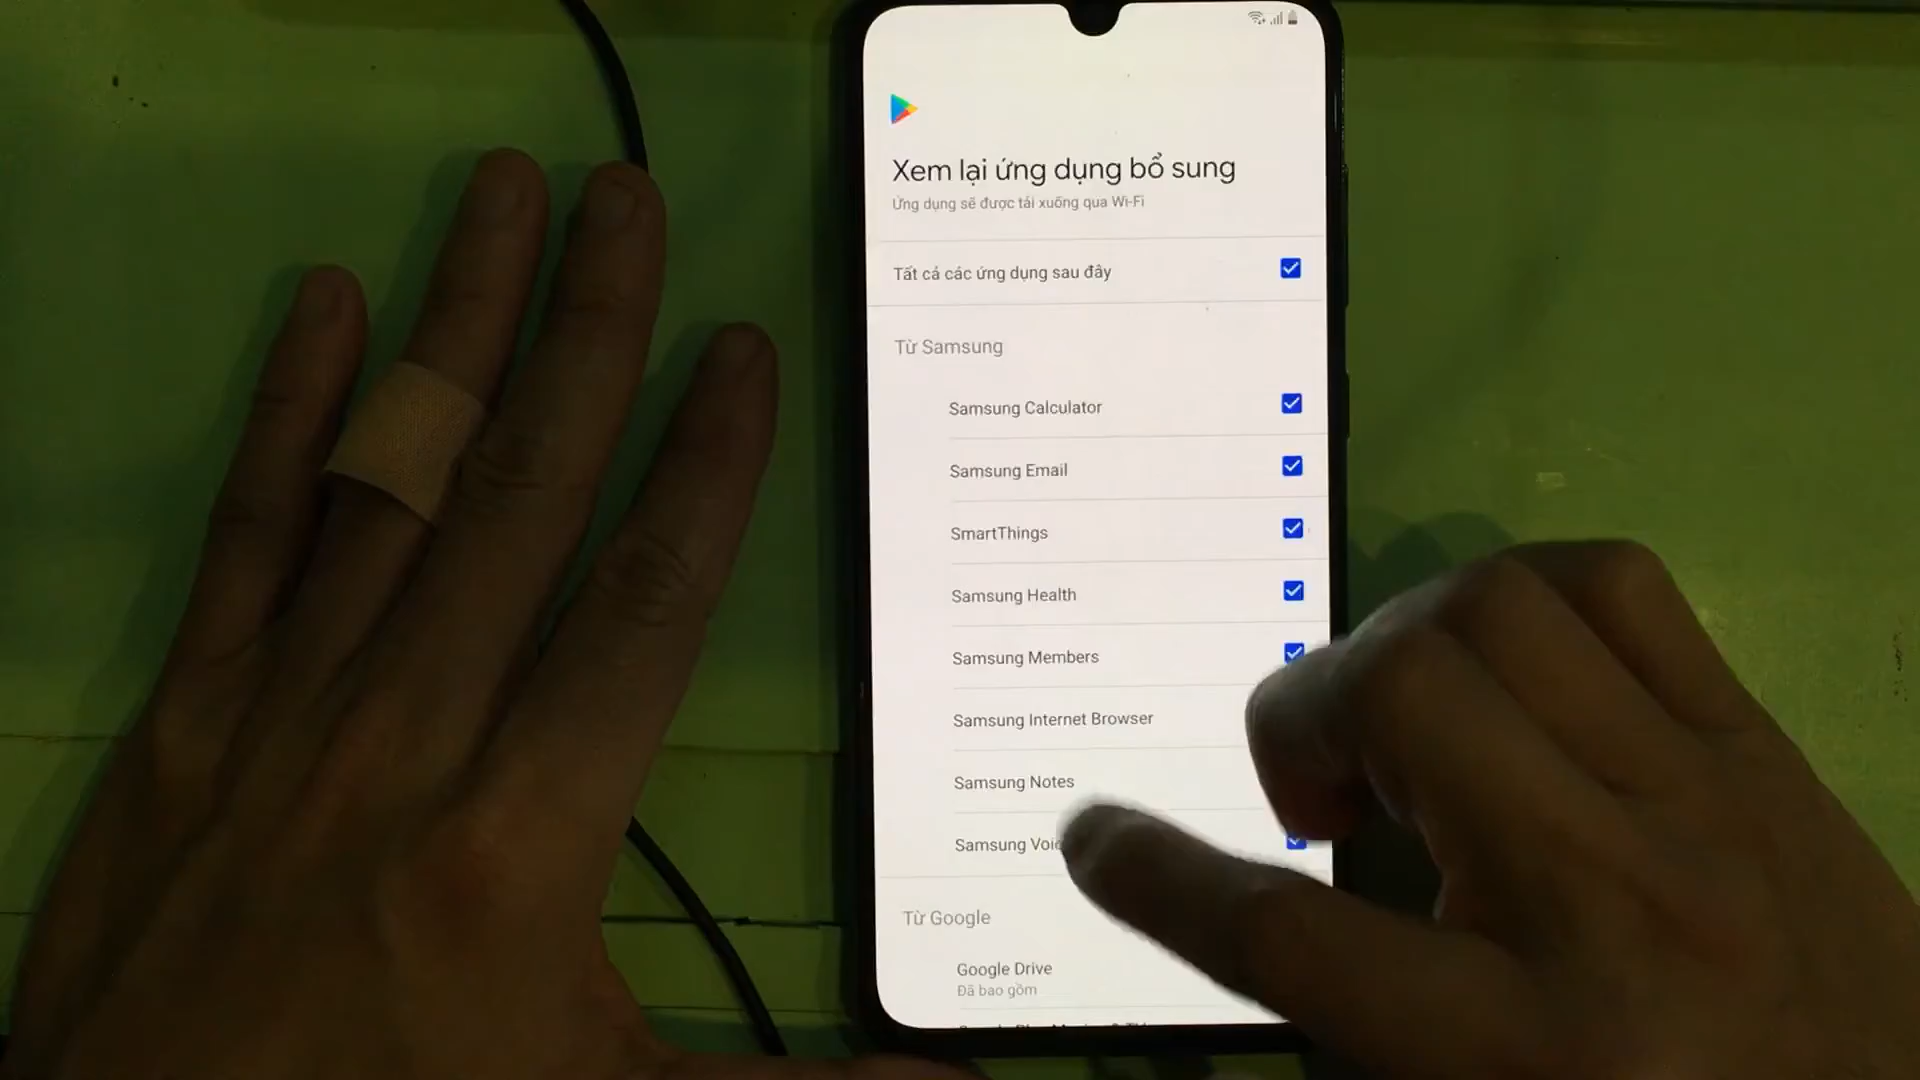 Xem lại ứng dụng bổ sung
Ứng dụng sẽ được tải xuống qua Wi-Fi
Tất cả các ứng dụng sau đây
Từ Samsung
Samsung Calculator
Samsung Email
SmartThings
Samsung Health
Samsung Members
Samsung Internet Browser
Samsung Notes
Samsung
Từ Google
Google Drive
Đã bao gồm